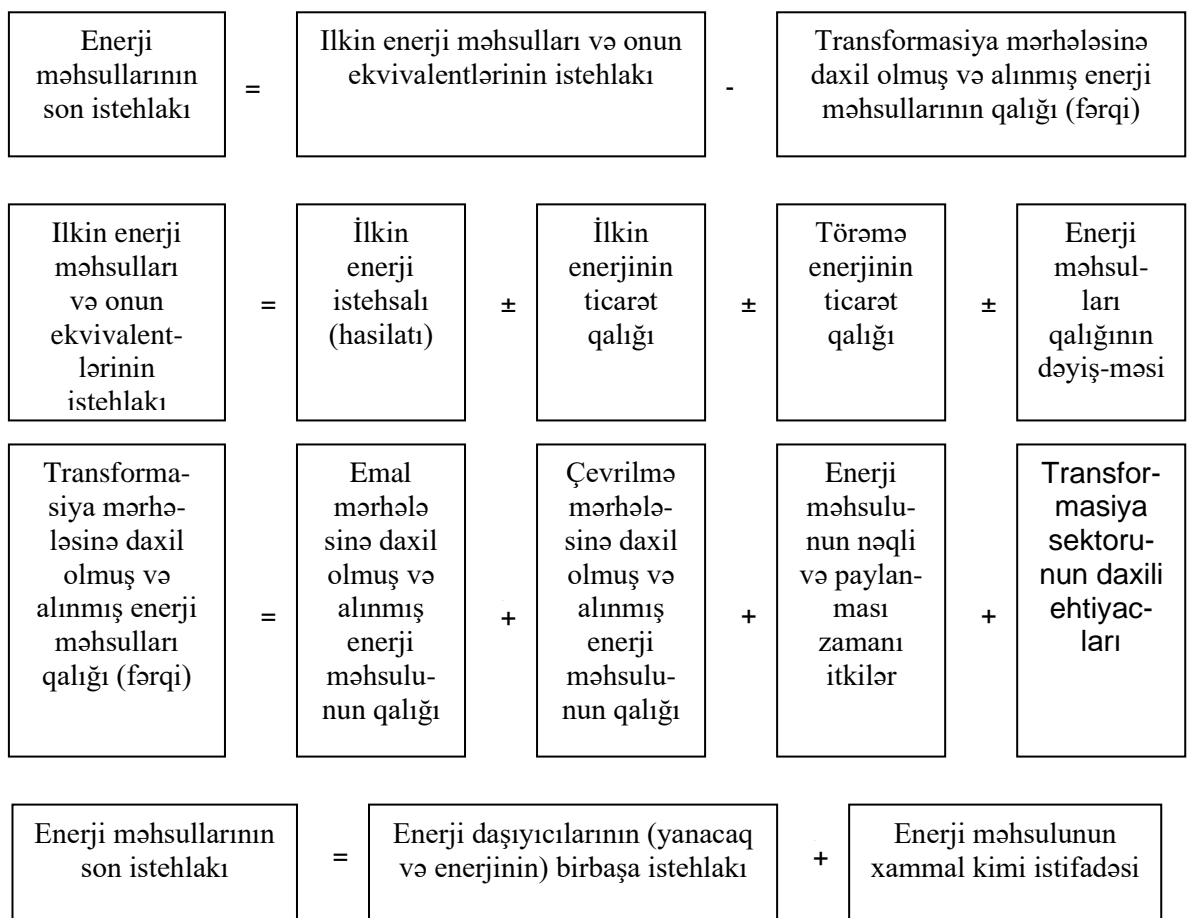 Enerji
məhsullarının
son istehlakı
=
Ilkin enerji məhsulları və onun
ekvivalentlərinin istehlakı
-
Transformasiya mərhələsinə
daxil olmuş və alınmış enerji
məhsullarının qalığı (fərqi)
Ilkin enerji
məhsulları
və onun
ekvivalent-
lərinin
istehlakı
=
İlkin
enerji
istehsalı
(hasilatı)
±
İlkin
enerjinin
ticarət
qalığı
±
Törəmə
enerjinin
ticarət
qalığı
±
Enerji
məhsul-
ları
qalığının
dəyiş-məsi
Transforma-
siya mərhə-
ləsinə daxil
olmuş və
alınmış enerji
məhsulları
qalığı (fərqi)
=
Emal
mərhələ
sinə daxil
olmuş və
alınmış
enerji
məhsulu-
nun qalığı
+
Çevrilmə
mərhələ-
sinə daxil
olmuş və
alınmış
enerji
məhsulu-
nun qalığı
+
Enerji
məhsulu-
nun nəqli
və paylan-
ması
zamanı
itkilər
+
Transfor-
masiya
sektoru-
nun daxili
ehtiyac-
ları
Enerji məhsullarının
son istehlakı
=
Enerji daşıyıcılarının (yanacaq
və enerjinin) birbaşa istehlakı
+
Enerji məhsulunun
xammal kimi istifadəsi